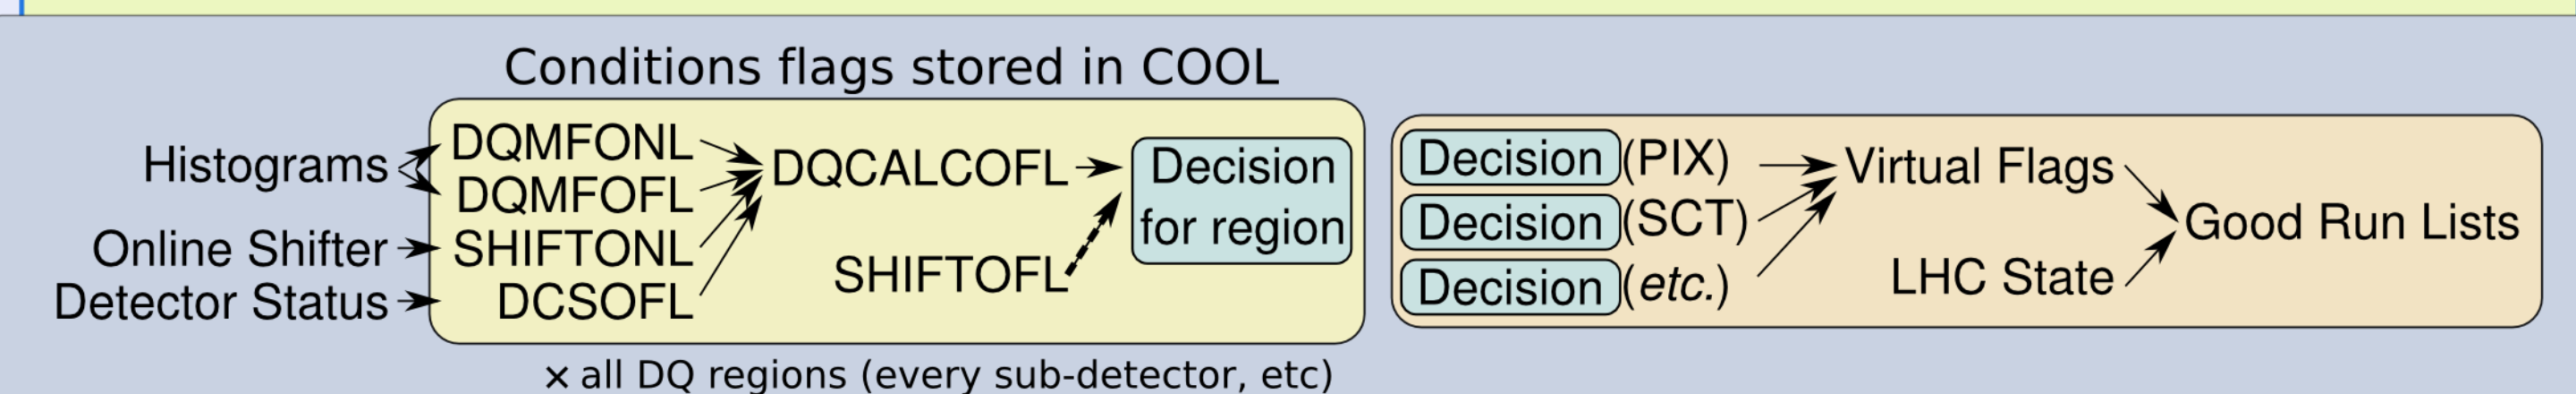 Conditions flags stored in COOL
Histograms
Online Shifter
Detector Status
DQMFONL
DQMFOFL
SHIFTONL
DCSOFL
DQCALCOFL
SHIFTOFL
Decision
for region
× all DQ regions (every sub-detector, etc)
Decision (PIX)
Decision (SCT)
Decision (etc.)
Virtual Flags
LHC State
Good Run Lists